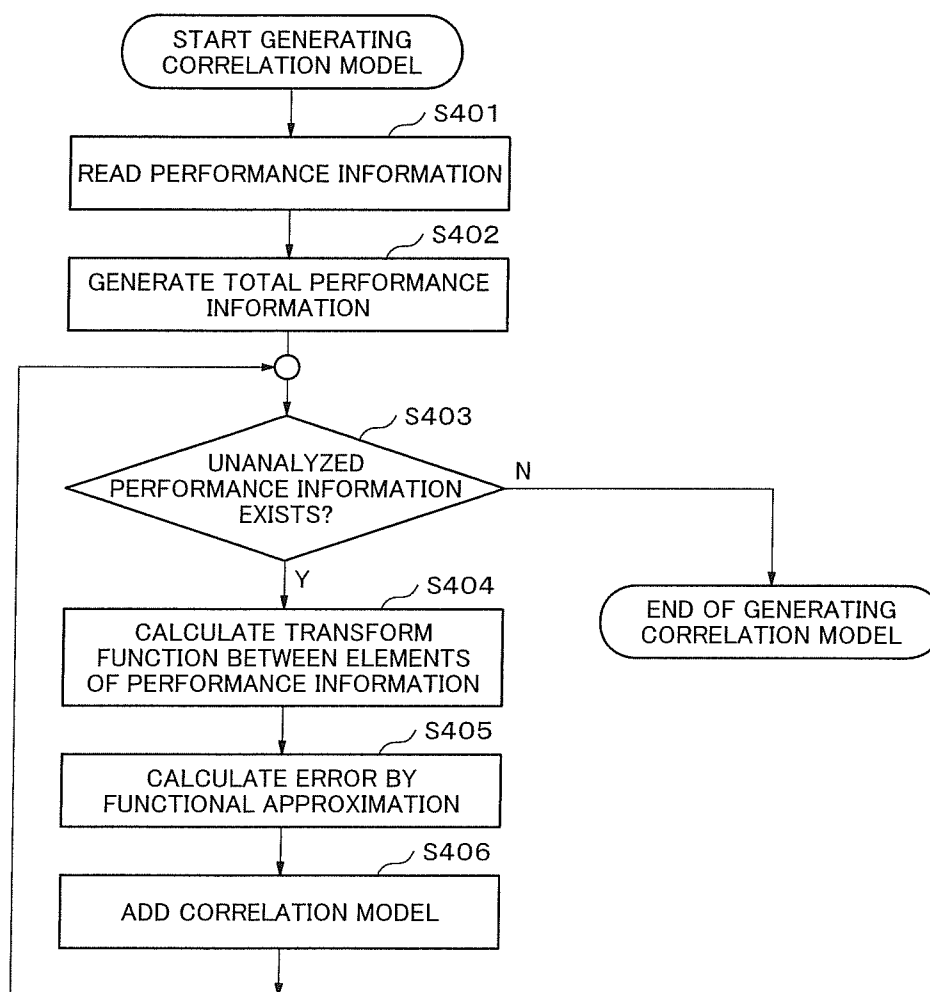 START GENERATING
CORRELATION MODEL
S401
READ PERFORMANCE INFORMATION
S402
GENERATE TOTAL PERFORMANCE
INFORMATION
S403
UNANALYZED
PERFORMANCE INFORMATION
EXISTS?
N
Y
S404
CALCULATE TRANSFORM
FUNCTION BETWEEN ELEMENTS
OF PERFORMANCE INFORMATION
END OF GENERATING
CORRELATION MODEL
S405
CALCULATE ERROR BY
FUNCTIONAL APPROXIMATION
S406
ADD CORRELATION MODEL